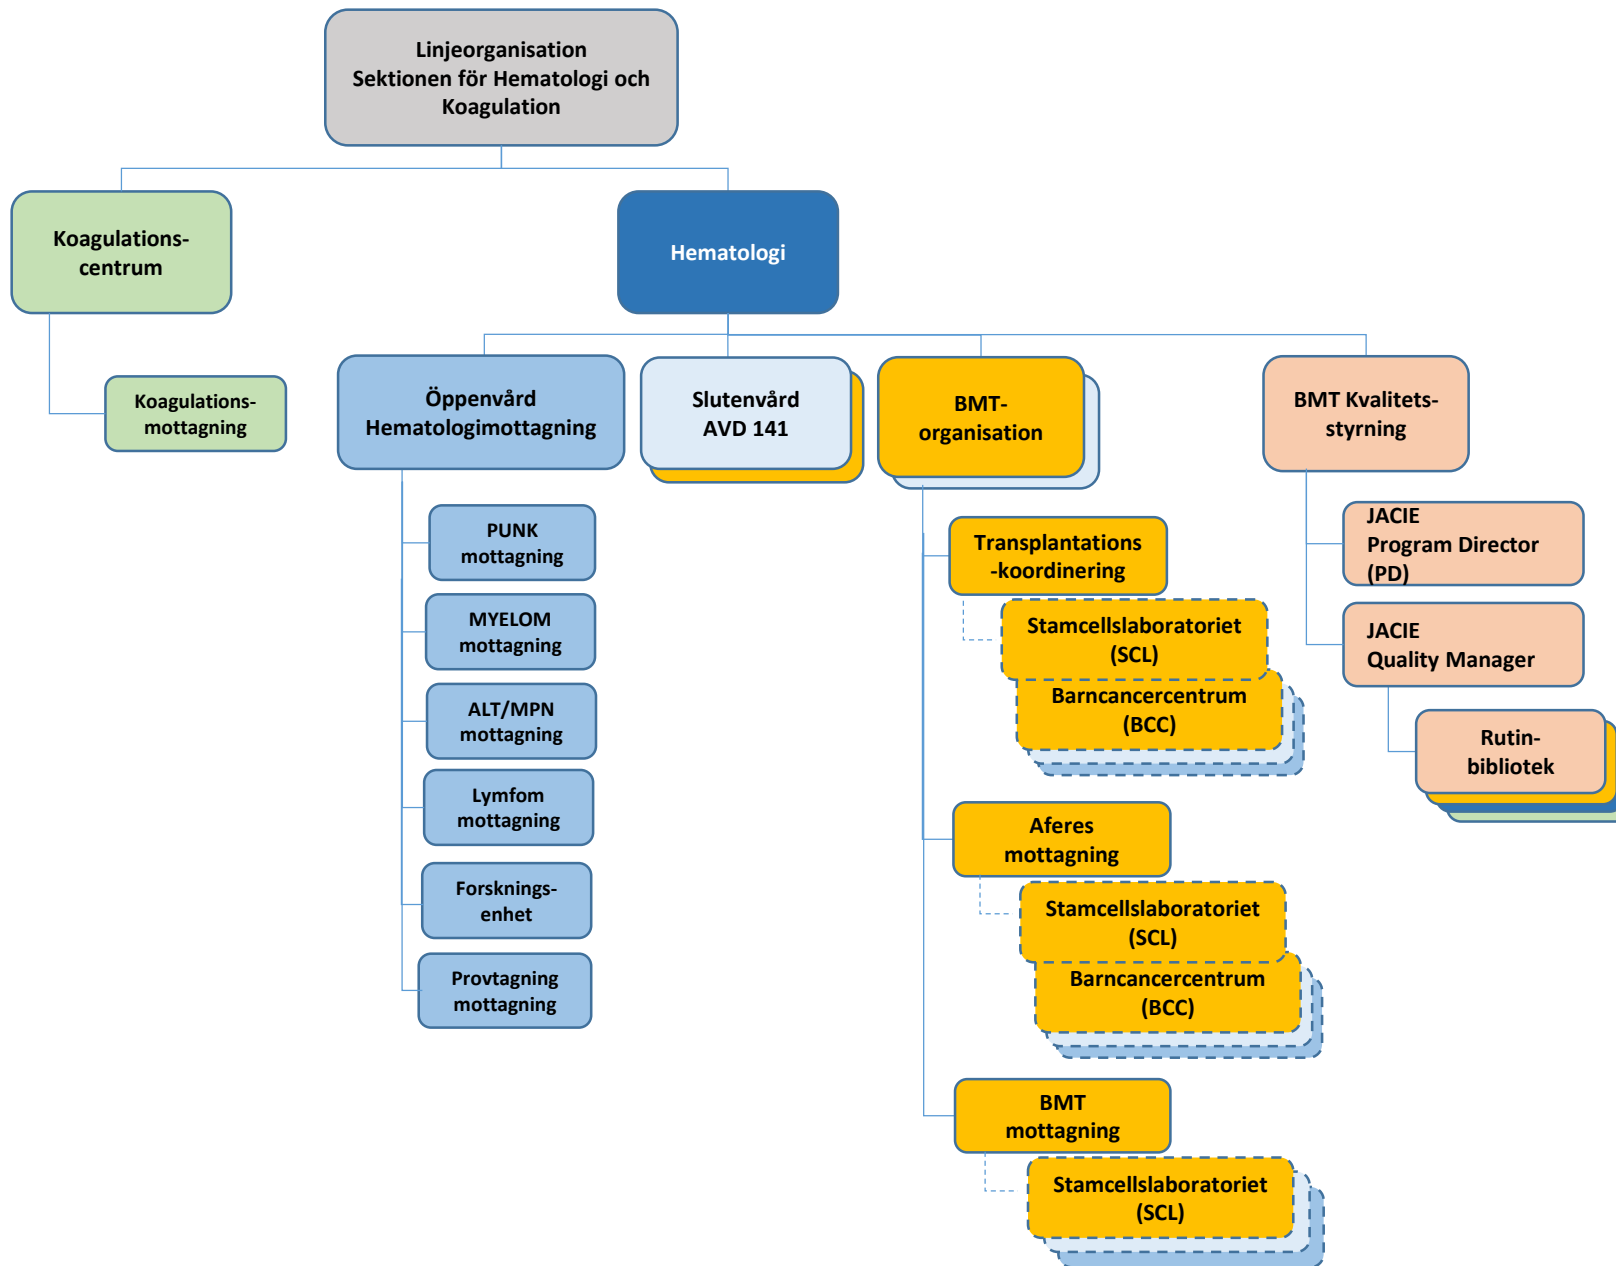 Linjeorganisation
Sektionen för Hematologi och
Koagulation
Koagulations-
centrum
Hematologi
Koagulations-
mottagning
Öppenvård
Hematologimottagning
Slutenvård
AVD 141
BMT-
organisation
BMT Kvalitets-
styrning
PUNK
mottagning
MYELOM
mottagning
ALT/MPN
mottagning
Lymfom
mottagning
Forsknings-
enhet
Provtagning
mottagning
Transplantations
-koordinering
Stamcellslaboratoriet
(SCL)
Barncancercentrum
(BCC)
Aferes
mottagning
Stamcellslaboratoriet
(SCL)
Barncancercentrum
(BCC)
BMT
mottagning
Stamcellslaboratoriet
(SCL)
JACIE
Program Director
(PD)
JACIE
Quality Manager
Rutin-
bibliotek